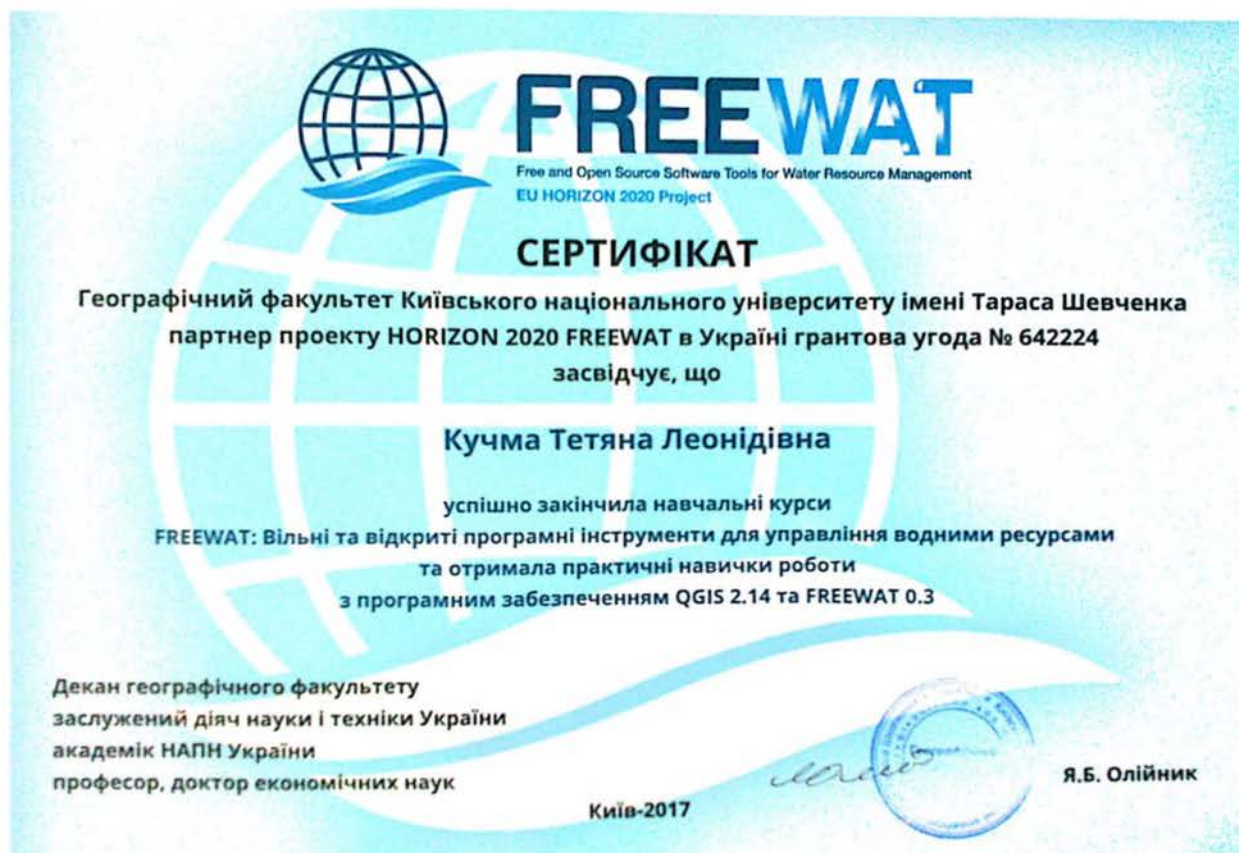 FREEWAT
Free and Open Source Software Tools for Water Resource Management
EU HORIZON 2020 Project
СЕРТИФІКАТ
Географічний факультет Київського національного університету імені Тараса Шевченка
партнер проекту HORIZON 2020 FREEWAT в Україні грантова угода № 642224
засвідчує, що
Кучма Тетяна Леонідівна
успішно закінчила навчальні курси
FREEWAT: Вільні та відкриті програмні інструменти для управління водними ресурсами
та отримала практичні навички роботи
з програмним забезпеченням QGIS 2.14 та FREEWAT 0.3
Декан географічного факультету
заслужений діяч науки і техніки України
академік НАПН України
професор, доктор економічних наук
Я.Б. Олійник
Київ-2017